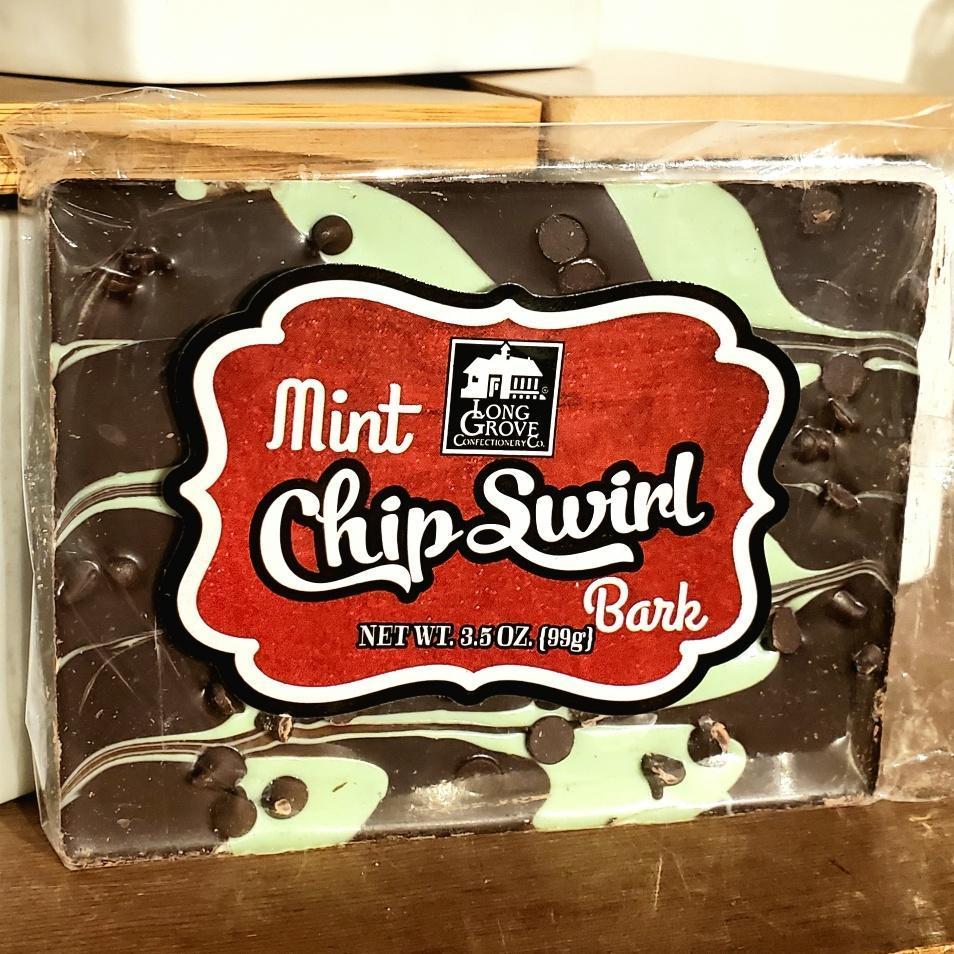 LONG
GROVE
CONFECTIONERY CO.
Mint
Chip Swirl
Bark
NET WT. 3.5 OZ. {99g}